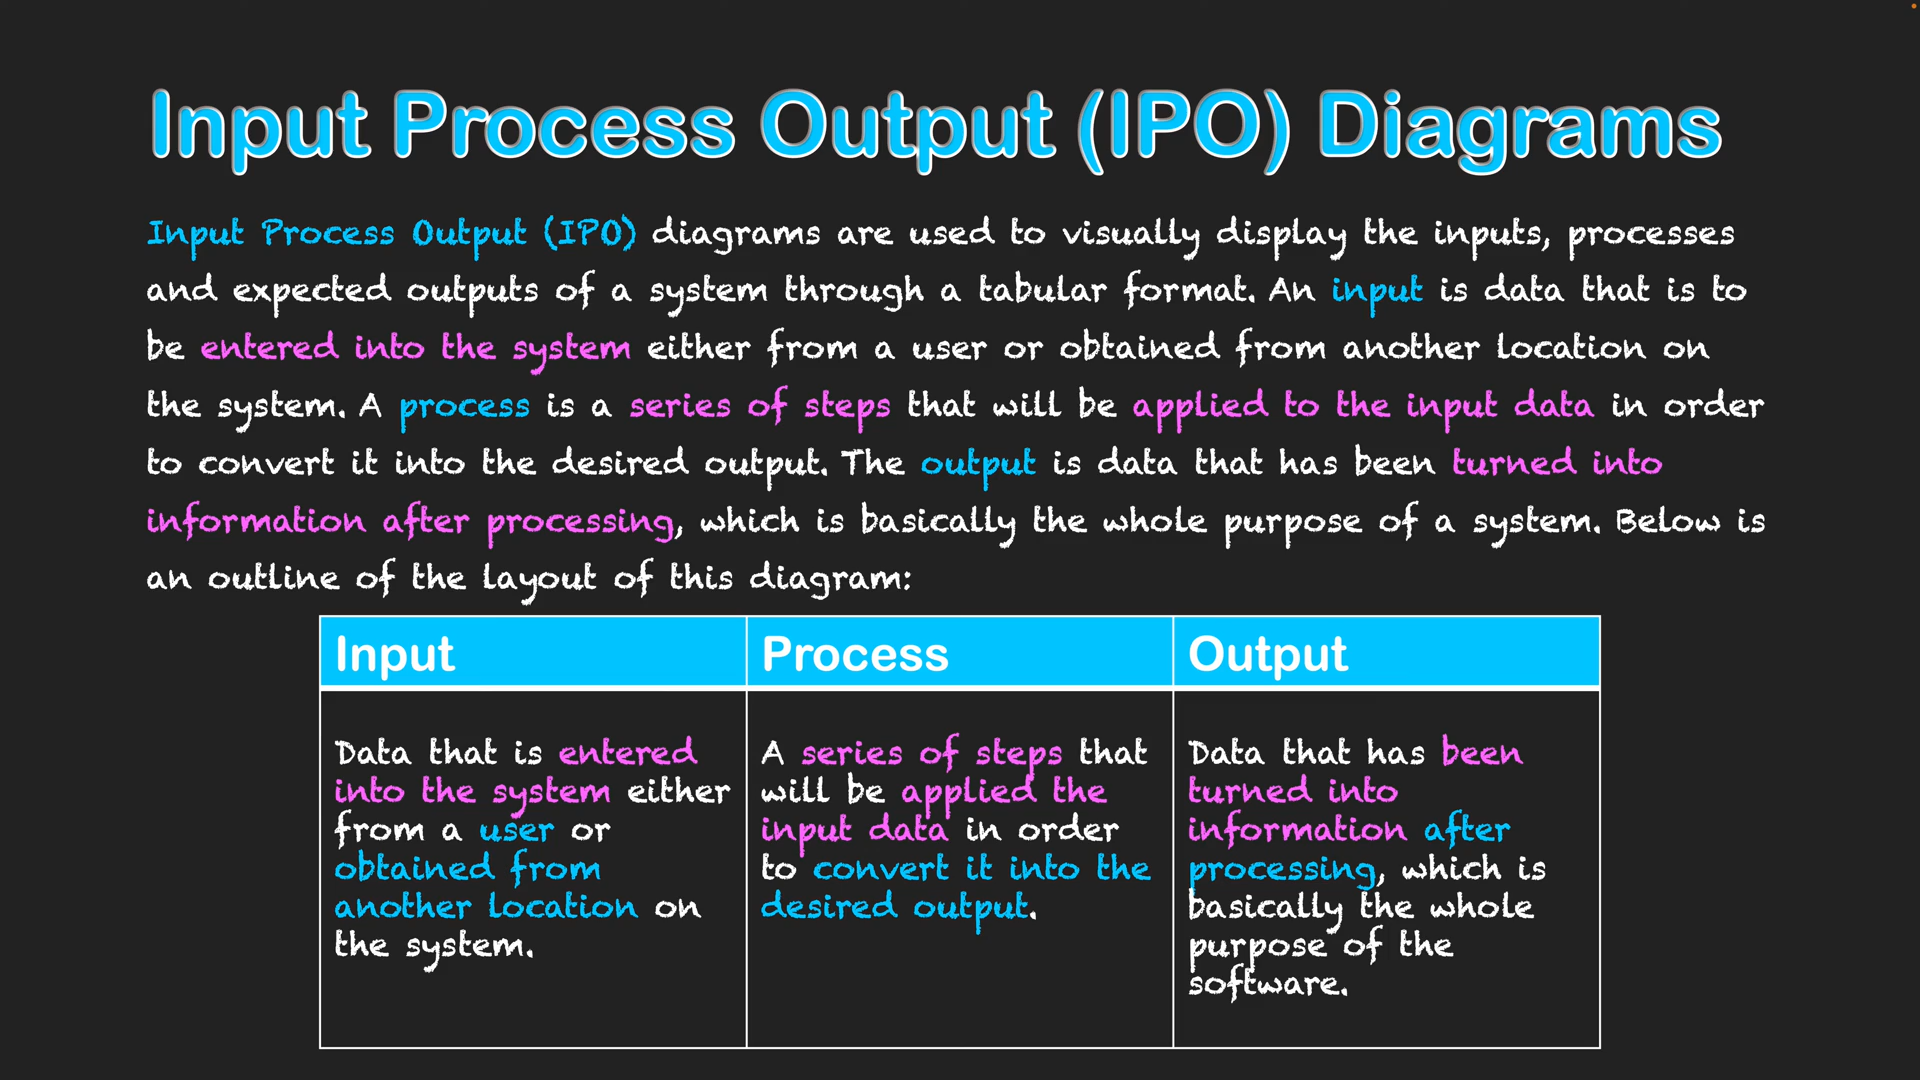 Input Process Output (IPO) Diagrams
Input Process Output (IPO) diagrams are used to visually display the inputs, processes
and expected outputs of a system through a tabular format. An input is data that is to
be entered into the system either from a user or obtained from another location on
the system. A process is a series of steps that will be applied to the input data in order
to convert it into the desired output. The output is data that has been turned into
information after processing, which is basically the whole purpose of a system. Below is
an outline of the layout of this diagram:
Input
Process
Output
Data that is entered
into the system either
from a user or
obtained from
another location on
the system.
A series of steps that
will be applied the
input data in order
to convert it into the
desired output.
Data that has been
turned into
information after
processing, which is
basically the whole
purpose of the
software.